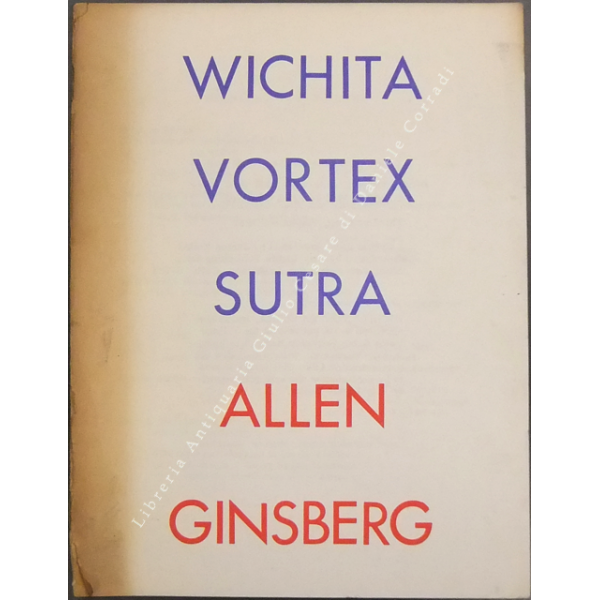 WICHITA
VORTEX
SUTRA
ALLEN
GINSBERG
Libreria Antiquaria Giulio Cesare di Daniele Corradi